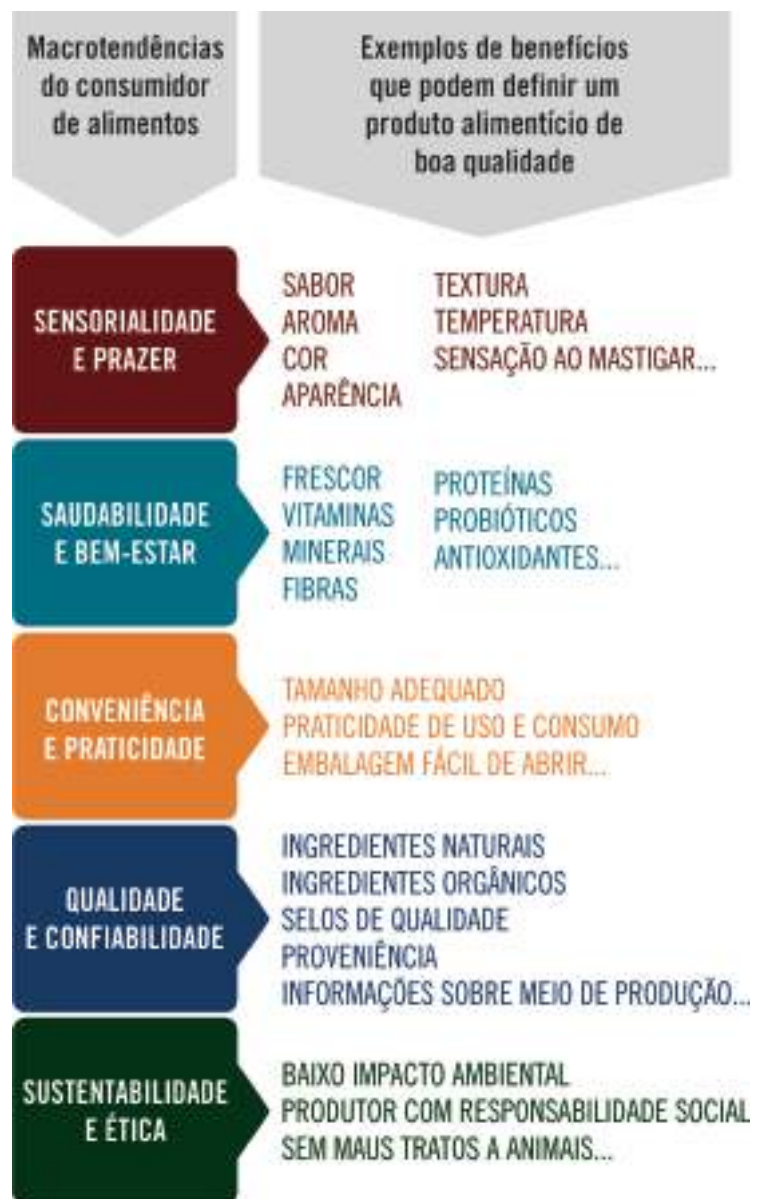 Macrotendências
do consumidor
de alimentos
Exemplos de benefícios
que podem definir um
produto alimentício de
boa qualidade
SENSORIALIDADE
E PRAZER
SABOR
AROMA
COR
APARÊNCIA
TEXTURA
TEMPERATURA
SENSAÇÃO AO MASTIGAR...
SAUDABILIDADE
E BEM-ESTAR
FRESCOR
VITAMINAS
MINERAIS
FIBRAS
PROTEÍNAS
PROBIÓTICOS
ANTIOXIDANTES...
CONVENIÊNCIA
E PRATICIDADE
TAMANHO ADEQUADO
PRATICIDADE DE USO E CONSUMO
EMBALAGEM FÁCIL DE ABRIR...
QUALIDADE
E CONFIABILIDADE
INGREDIENTES NATURAIS
INGREDIENTES ORGÂNICOS
SELOS DE QUALIDADE
PROVENIÊNCIA
INFORMAÇÕES SOBRE MEIO DE PRODUÇÃO...
SUSTENTABILIDADE
E ÉTICA
BAIXO IMPACTO AMBIENTAL
PRODUTOR COM RESPONSABILIDADE SOCIAL
SEM MAUS TRATOS A ANIMAIS...